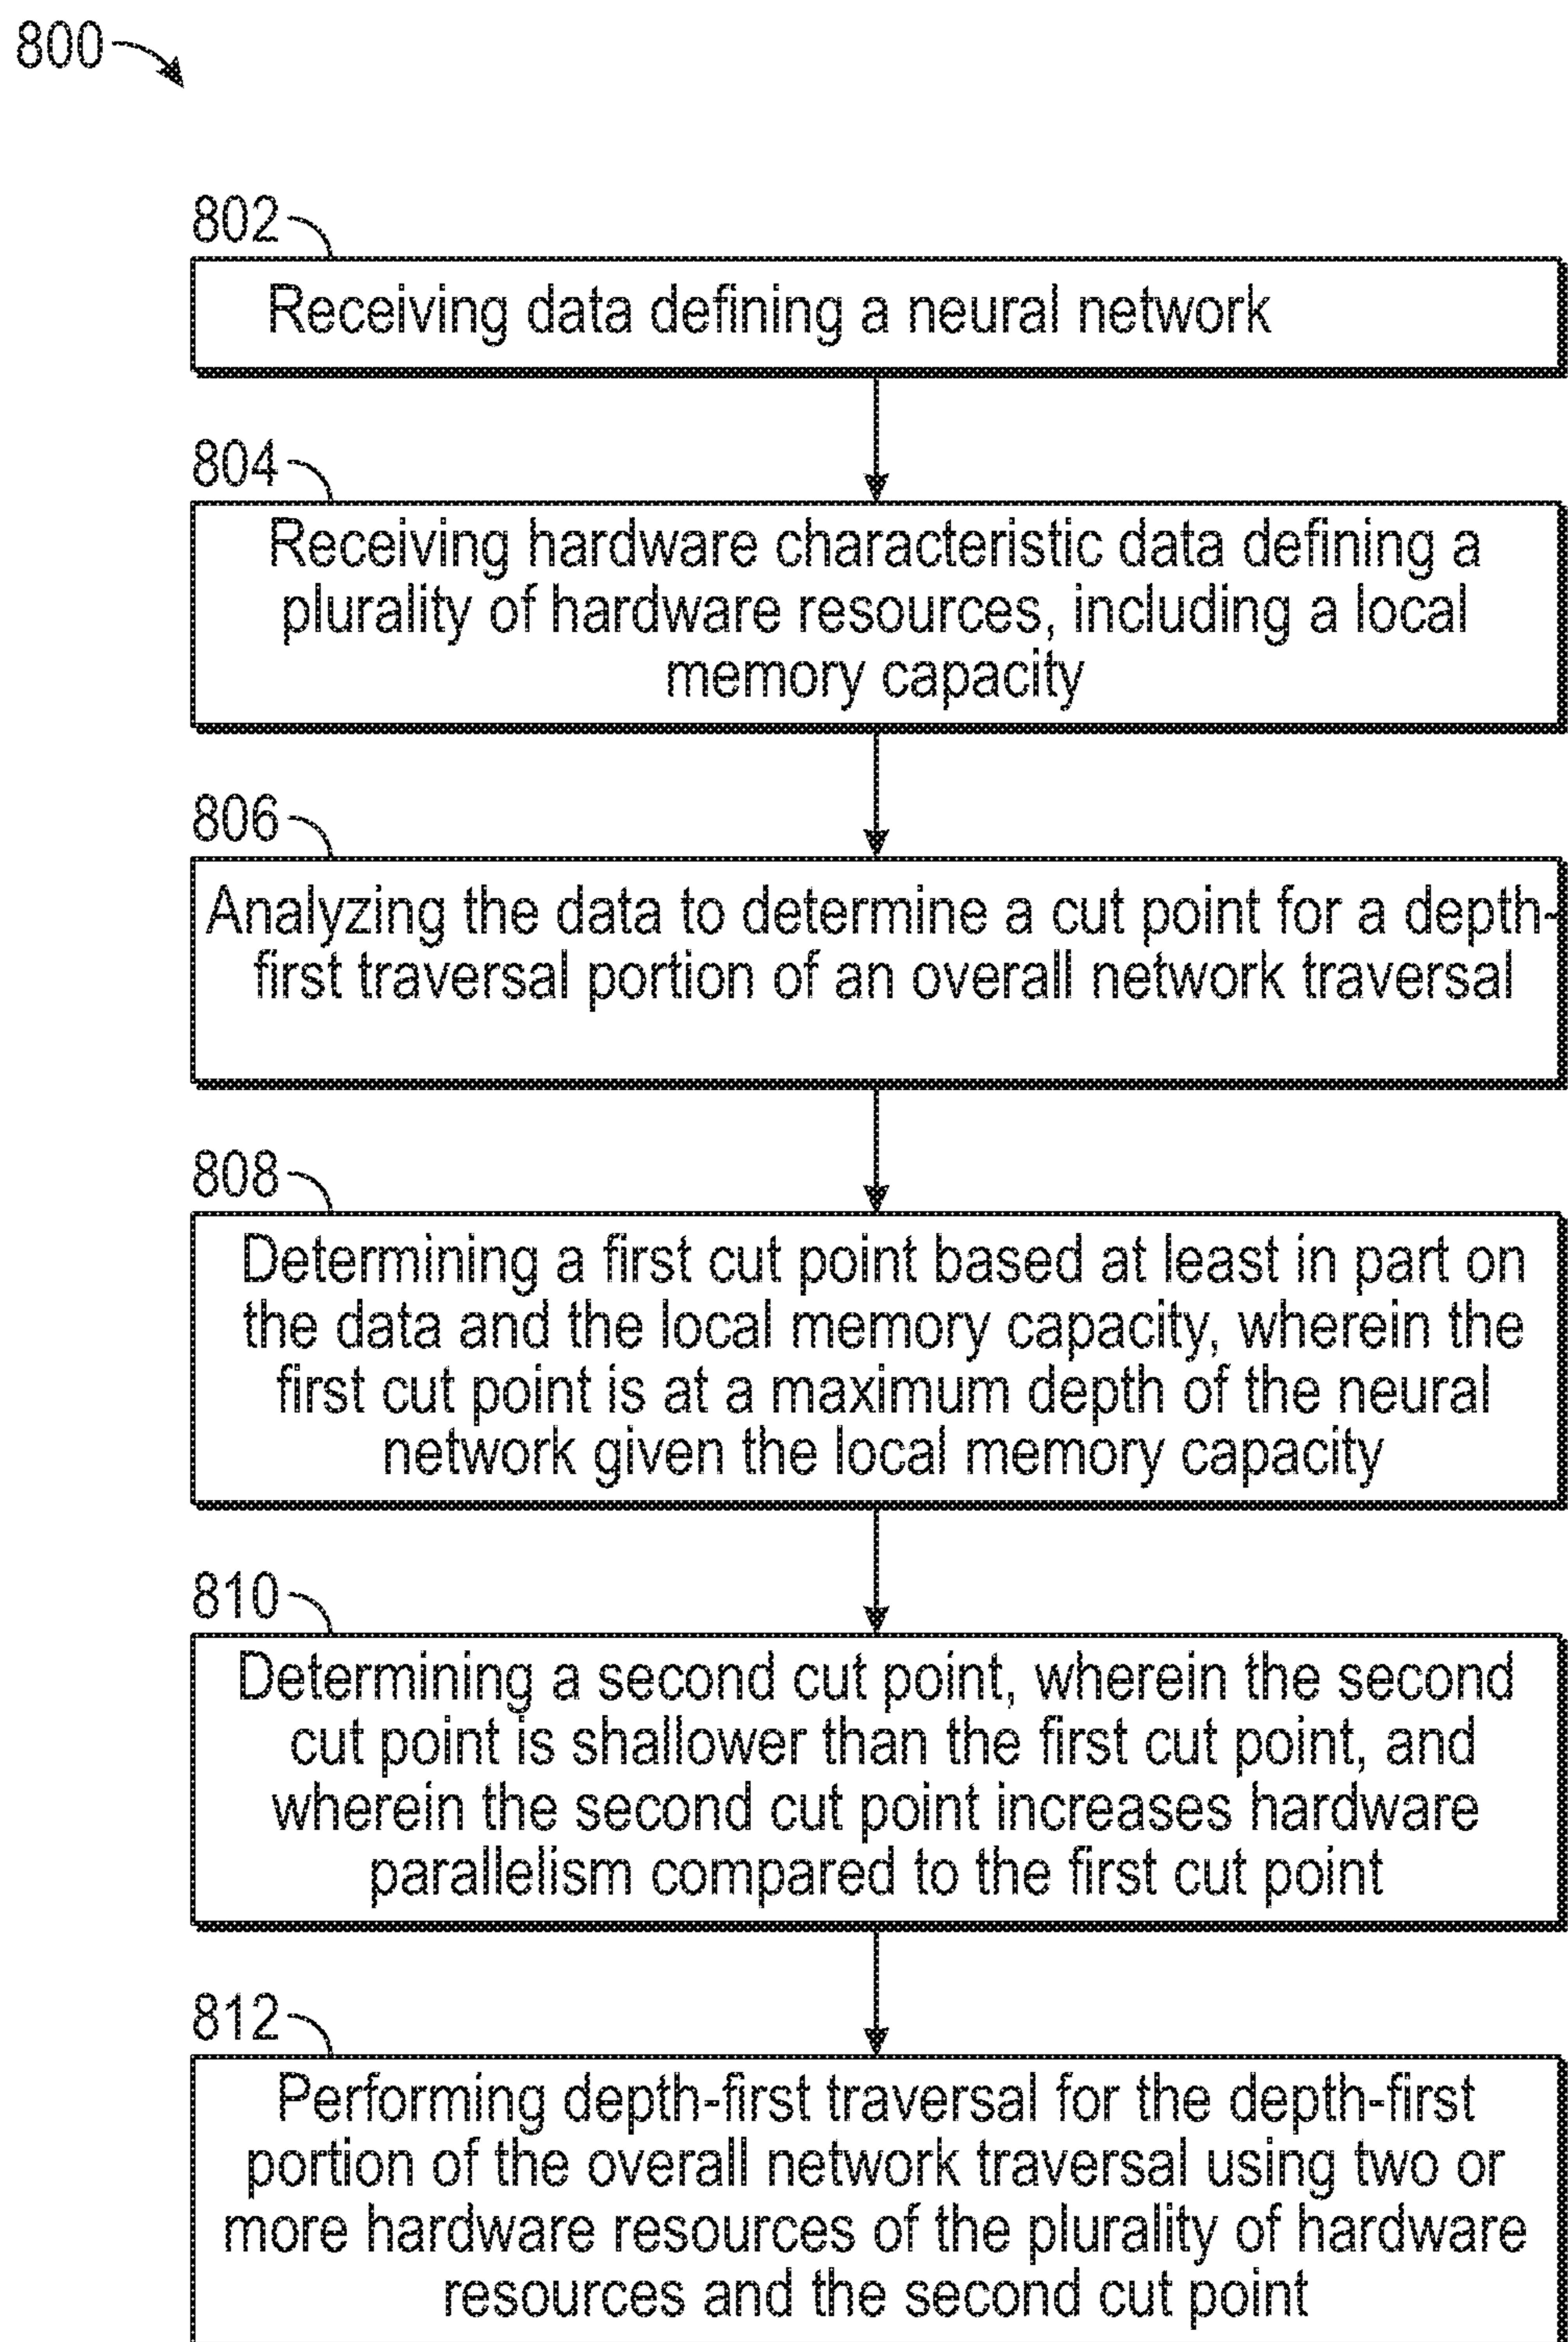 800
802
Receiving data defining a neural network
804
Receiving hardware characteristic data defining a
plurality of hardware resources, including a local
memory capacity
806
Analyzing the data to determine a cut point for a depth-
first traversal portion of an overall network traversal
808
Determining a first cut point based at least in part on
the data and the local memory capacity, wherein the
first cut point is at a maximum depth of the neural
network given the local memory capacity
810
Determining a second cut point, wherein the second
cut point is shallower than the first cut point, and
wherein the second cut point increases hardware
parallelism compared to the first cut point
812
Performing depth-first traversal for the depth-first
portion of the overall network traversal using two or
more hardware resources of the plurality of hardware
resources and the second cut point